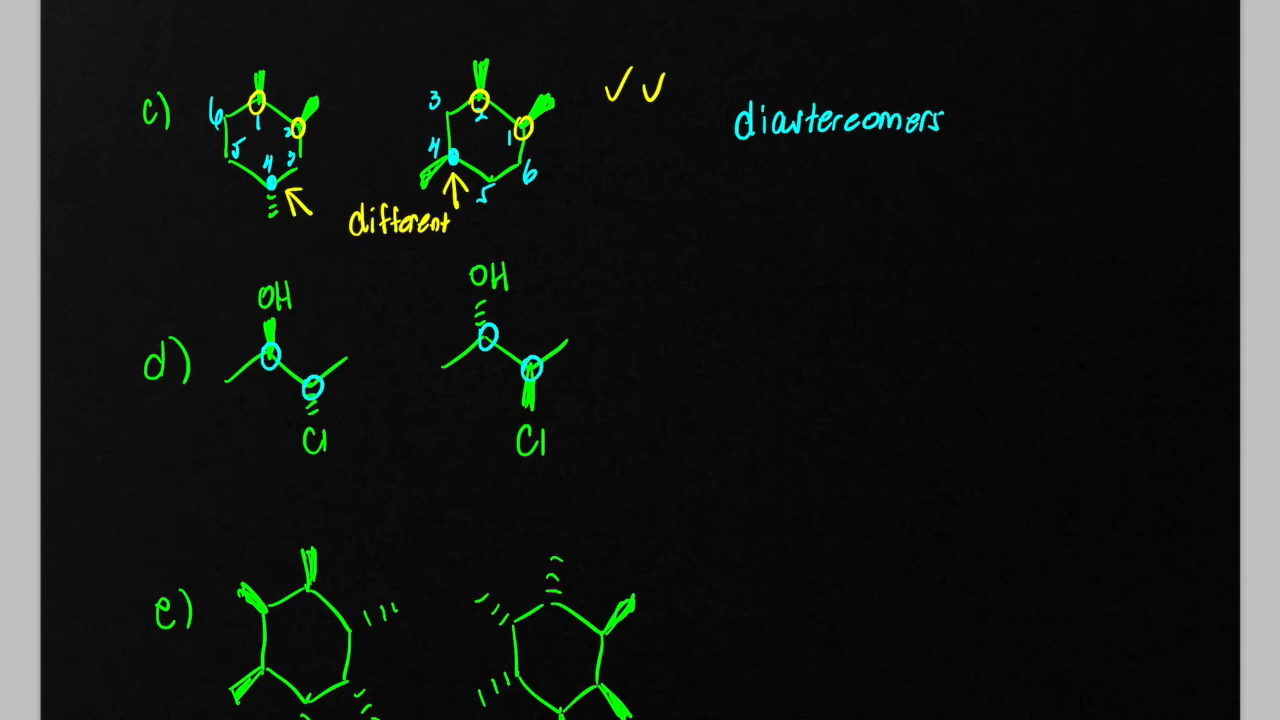 c) 6 1 2 5 4 3 3 2 1 4 5 6 ✓✓ diastereomers
different
d) OH OH
Cl Cl
e)